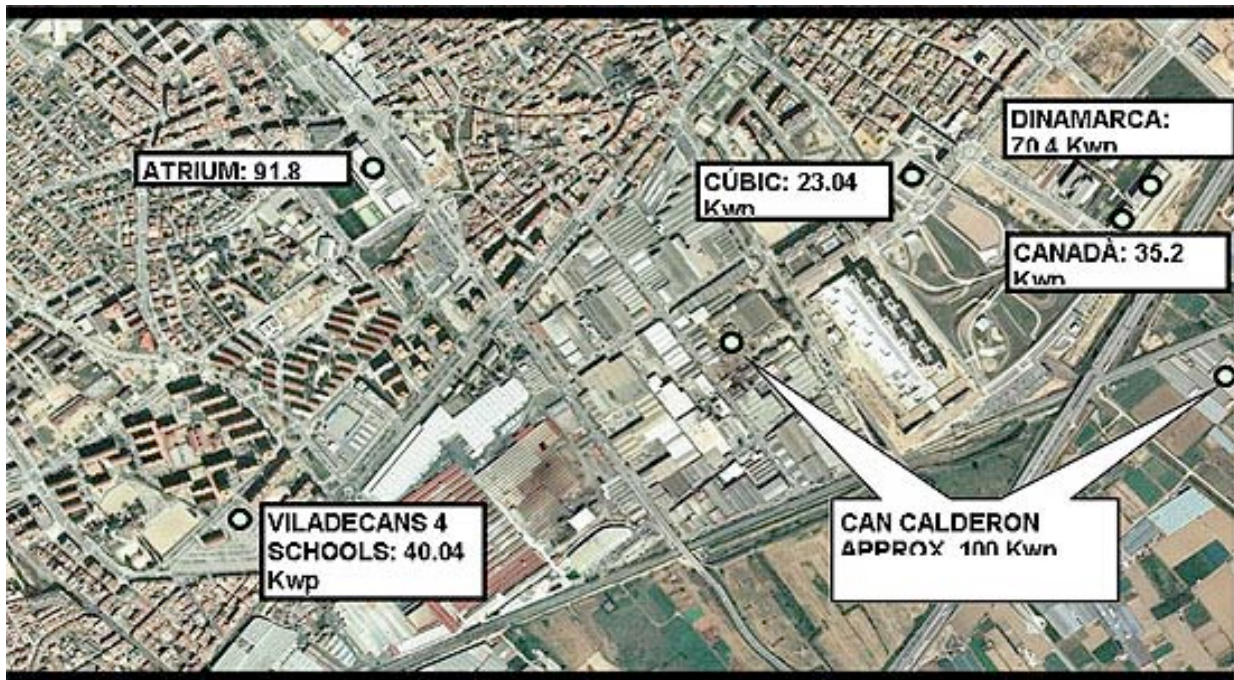 ATRIUM: 91.8
CÚBIC: 23.04
Kwp
DINAMARCA:
70.4 Kwp
CANADÀ: 35.2
Kwp
VILADECANS 4
SCHOOLS: 40.04
Kwp
CAN CALDERON
APPROX. 100 Kwp